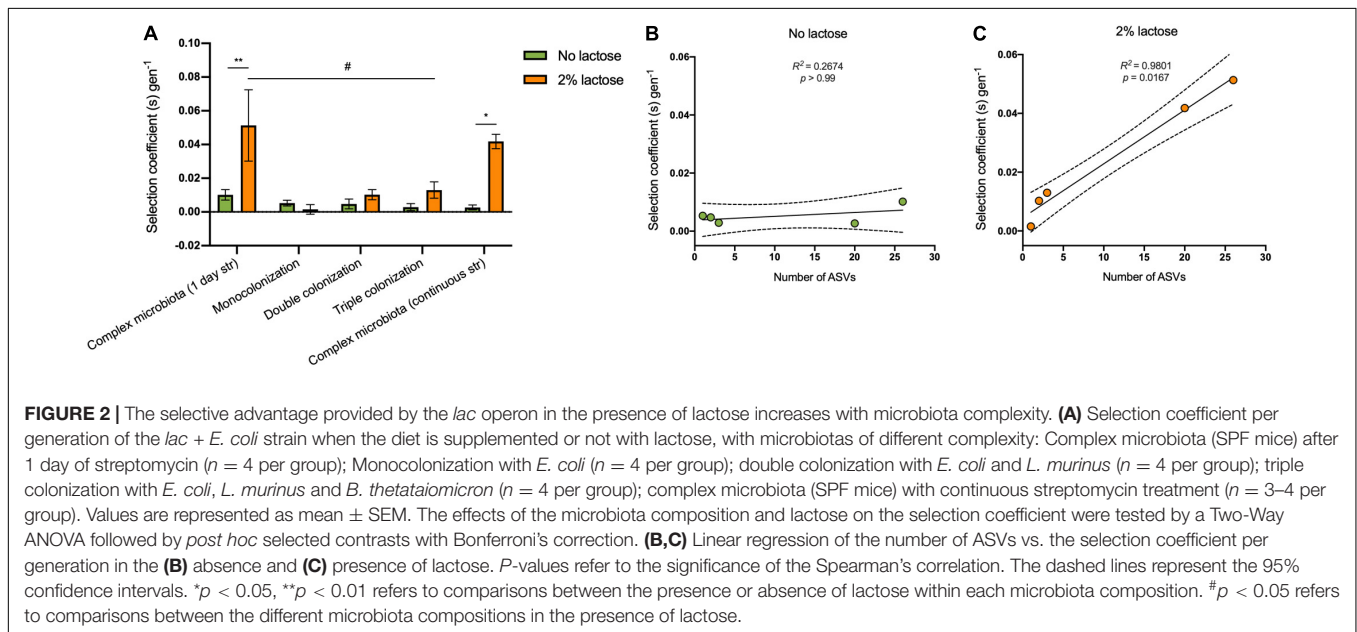 A
B
C
No lactose
2% lactose
No lactose
2% lactose
Selection coefficient (s) gen-1
0.10
0.08
0.06
0.04
0.02
0.00
-0.02
**
#
*
Complex microbiota (1 day str)
Monocolonization
Double colonization
Triple colonization
Complex microbiota (continuous str)
Selection coefficient (s) gen-1
0.06
0.04
0.02
0.00
R2 = 0.2674
p > 0.99
0 5 10 15 20 25 30
Number of ASVs
Selection coefficient (s) gen-1
0.06
0.04
0.02
0.00
R2 = 0.9801
p = 0.0167
0 5 10 15 20 25 30
Number of ASVs
FIGURE 2 | The selective advantage provided by the lac operon in the presence of lactose increases with microbiota complexity. (A) Selection coefficient per
generation of the lac + E. coli strain when the diet is supplemented or not with lactose, with microbiotas of different complexity: Complex microbiota (SPF mice) after
1 day of streptomycin (n = 4 per group); Monocolonization with E. coli (n = 4 per group); double colonization with E. coli and L. murinus (n = 4 per group); triple
colonization with E. coli, L. murinus and B. thetataiomicron (n = 4 per group); complex microbiota (SPF mice) with continuous streptomycin treatment (n = 3–4 per
group). Values are represented as mean ± SEM. The effects of the microbiota composition and lactose on the selection coefficient were tested by a Two-Way
ANOVA followed by post hoc selected contrasts with Bonferroni's correction. (B,C) Linear regression of the number of ASVs vs. the selection coefficient per
generation in the (B) absence and (C) presence of lactose. P-values refer to the significance of the Spearman's correlation. The dashed lines represent the 95%
confidence intervals. *p < 0.05, **p < 0.01 refers to comparisons between the presence or absence of lactose within each microbiota composition. #p < 0.05 refers
to comparisons between the different microbiota compositions in the presence of lactose.